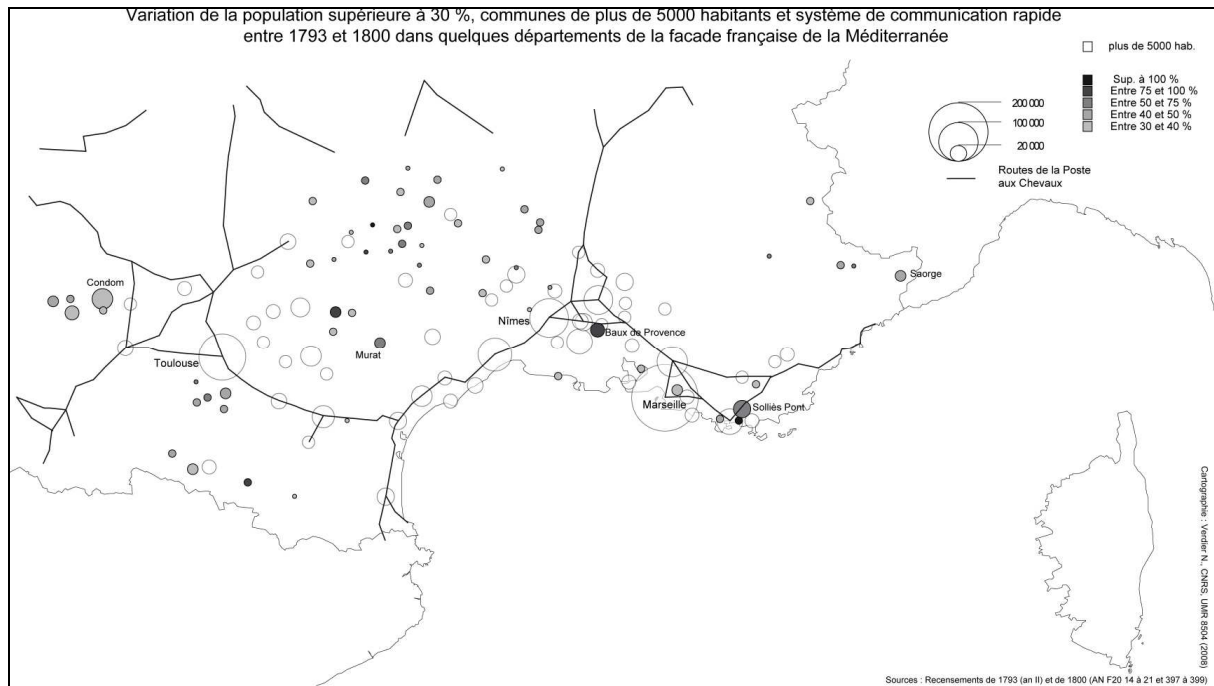 Variation de la population supérieure à 30 %, communes de plus de 5000 habitants et système de communication rapide
entre 1793 et 1800 dans quelques départements de la facade française de la Méditerranée
plus de 5000 hab.
Sup. à 100 %
Entre 75 et 100 %
Entre 50 et 75 %
Entre 40 et 50 %
Entre 30 et 40 %
200 000
100 000
20 000
Routes de la Poste
aux Chevaux
Saorge
Condom
Nîmes
Baux de Provence
Murat
Toulouse
Marseille
Solliès Pont
Cartographie : Verdier N., CNRS, UMR 8504 (2008)
Sources : Recensements de 1793 (an II) et de 1800 (AN F20 14 à 21 et 397 à 399)